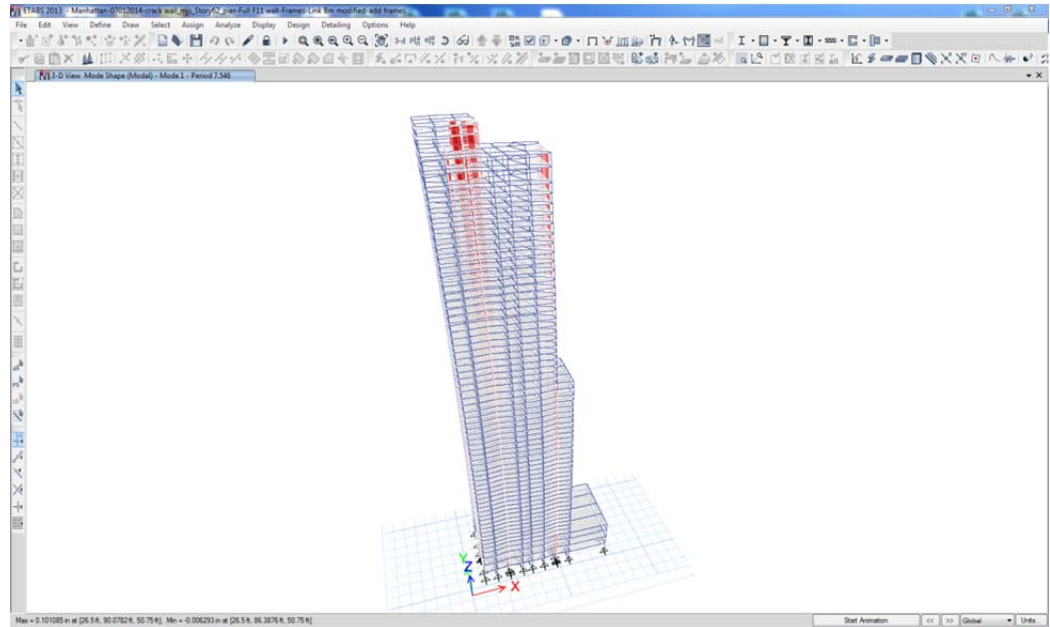 ETABS 2013 - Manhattan-07012014-crack wall_mjs_Story62_pier-Full F11 wall-Frames-Link Bm modified-add frames
File Edit View Define Draw Select Assign Analyze Display Design Detailing Options Help
3-d
3-D View Mode Shape (Modal) - Mode 1 - Period 7.546
Y
Z
X
Max = 0.101085 in at [26.5 ft, 90.0782 ft, 50.75 ft], Min = -0.006293 in at [26.5 ft, 86.3876 ft, 50.75 ft]
Start Animation << >> Global Units...